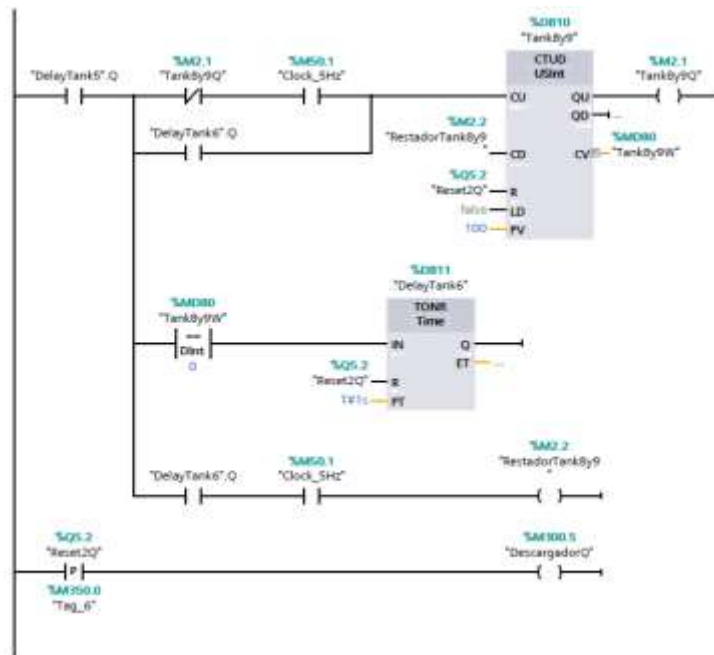 %DB10
"Tank8y9"
%M2.1
%M50.1
CTUD
%M2.1
"DelayTank5".Q
"Tank8y9Q"
"Clock_5Hz"
USInt
"Tank8y9Q"
CU
QU
QD
...
"DelayTank6".Q
%M2.2
"RestadorTank8y9
"
CD
CV
%MD80
"Tank8y9W"
%Q5.2
"Reset2Q"
R
false
LD
100
PV
%DB11
"DelayTank6"
%MD80
"Tank8y9W"
TONR
Time
==
DInt
0
IN
Q
ET
...
%Q5.2
"Reset2Q"
R
T#1s
PT
%M50.1
%M2.2
"DelayTank6".Q
"Clock_5Hz"
"RestadorTank8y9
"
%Q5.2
%M300.5
"Reset2Q"
"DescargadorQ"
P
%M350.0
"Tag_6"